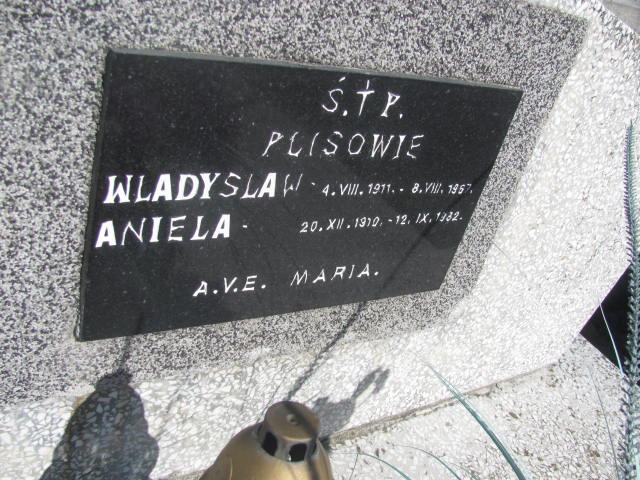 Ś.†P.
PLISOWIE
WLADYSLAW - 4.VIII.1911. - 8.VIII.1957.
ANIELA - 20.XII.1910. - 12.IX.1982.
A.V.E. MARIA.